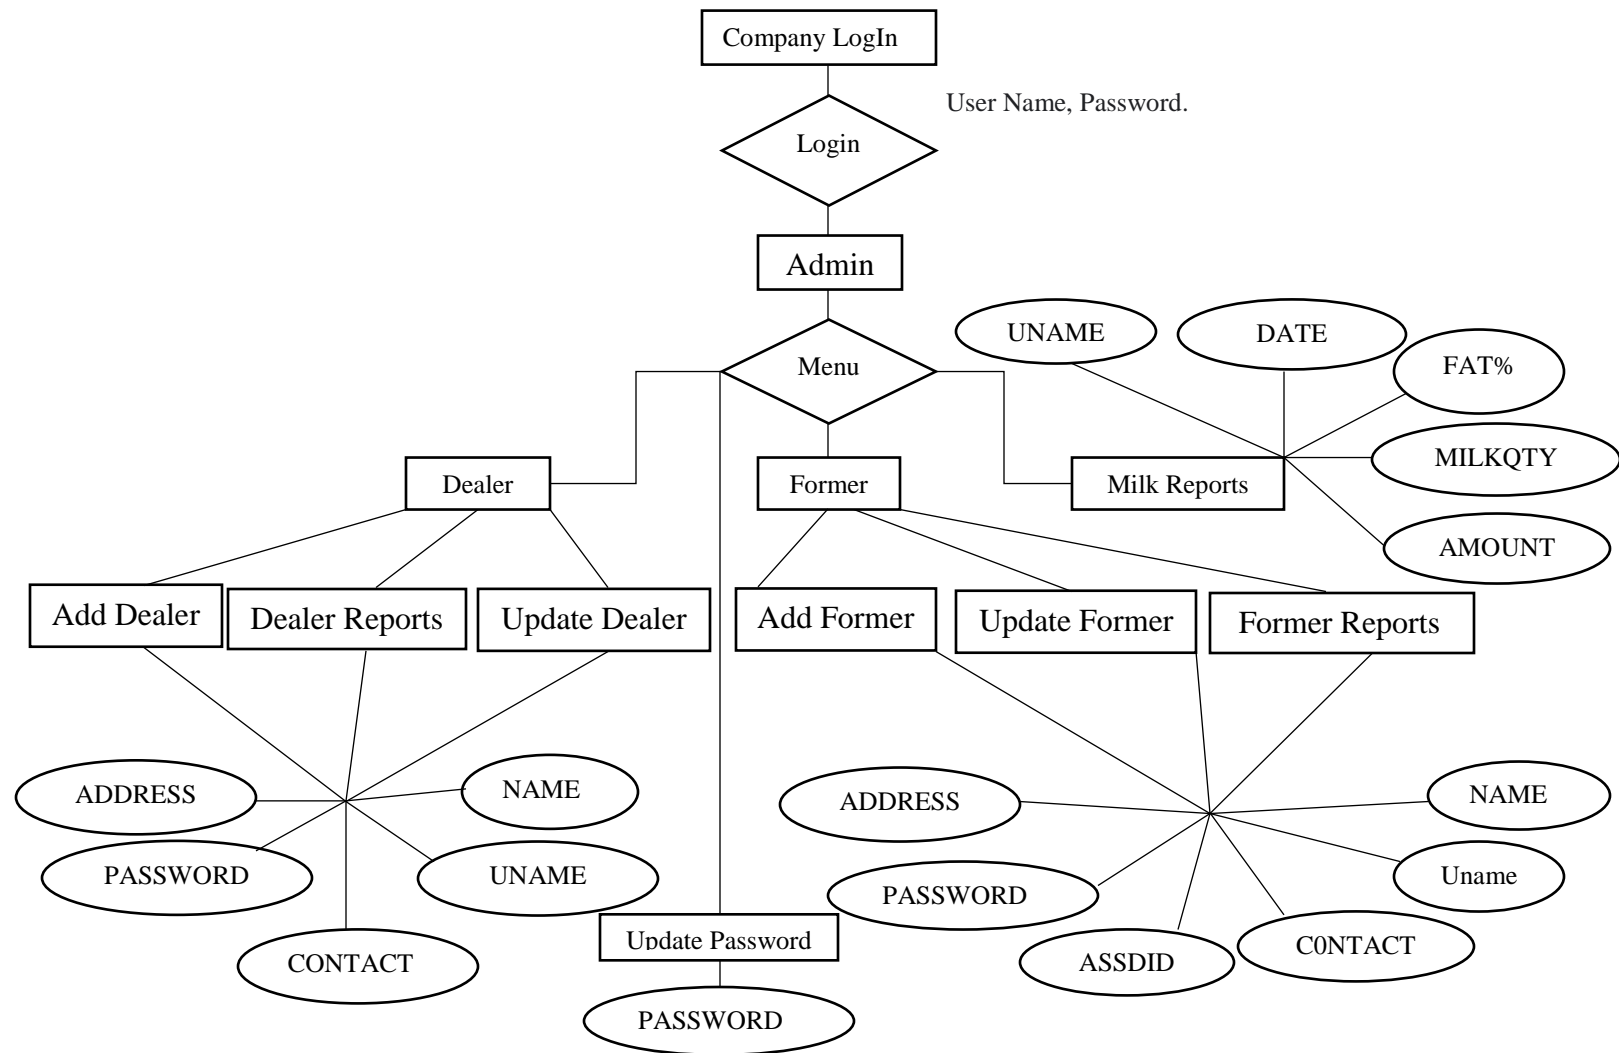 Company LogIn
User Name, Password.
Login
Admin
UNAME
DATE
FAT%
Menu
MILKQTY
Dealer
Former
Milk Reports
AMOUNT
Add Dealer
Dealer Reports
Update Dealer
Add Former
Update Former
Former Reports
ADDRESS
NAME
ADDRESS
NAME
PASSWORD
UNAME
PASSWORD
Uname
Update Password
CONTACT
ASSDID
C0NTACT
PASSWORD